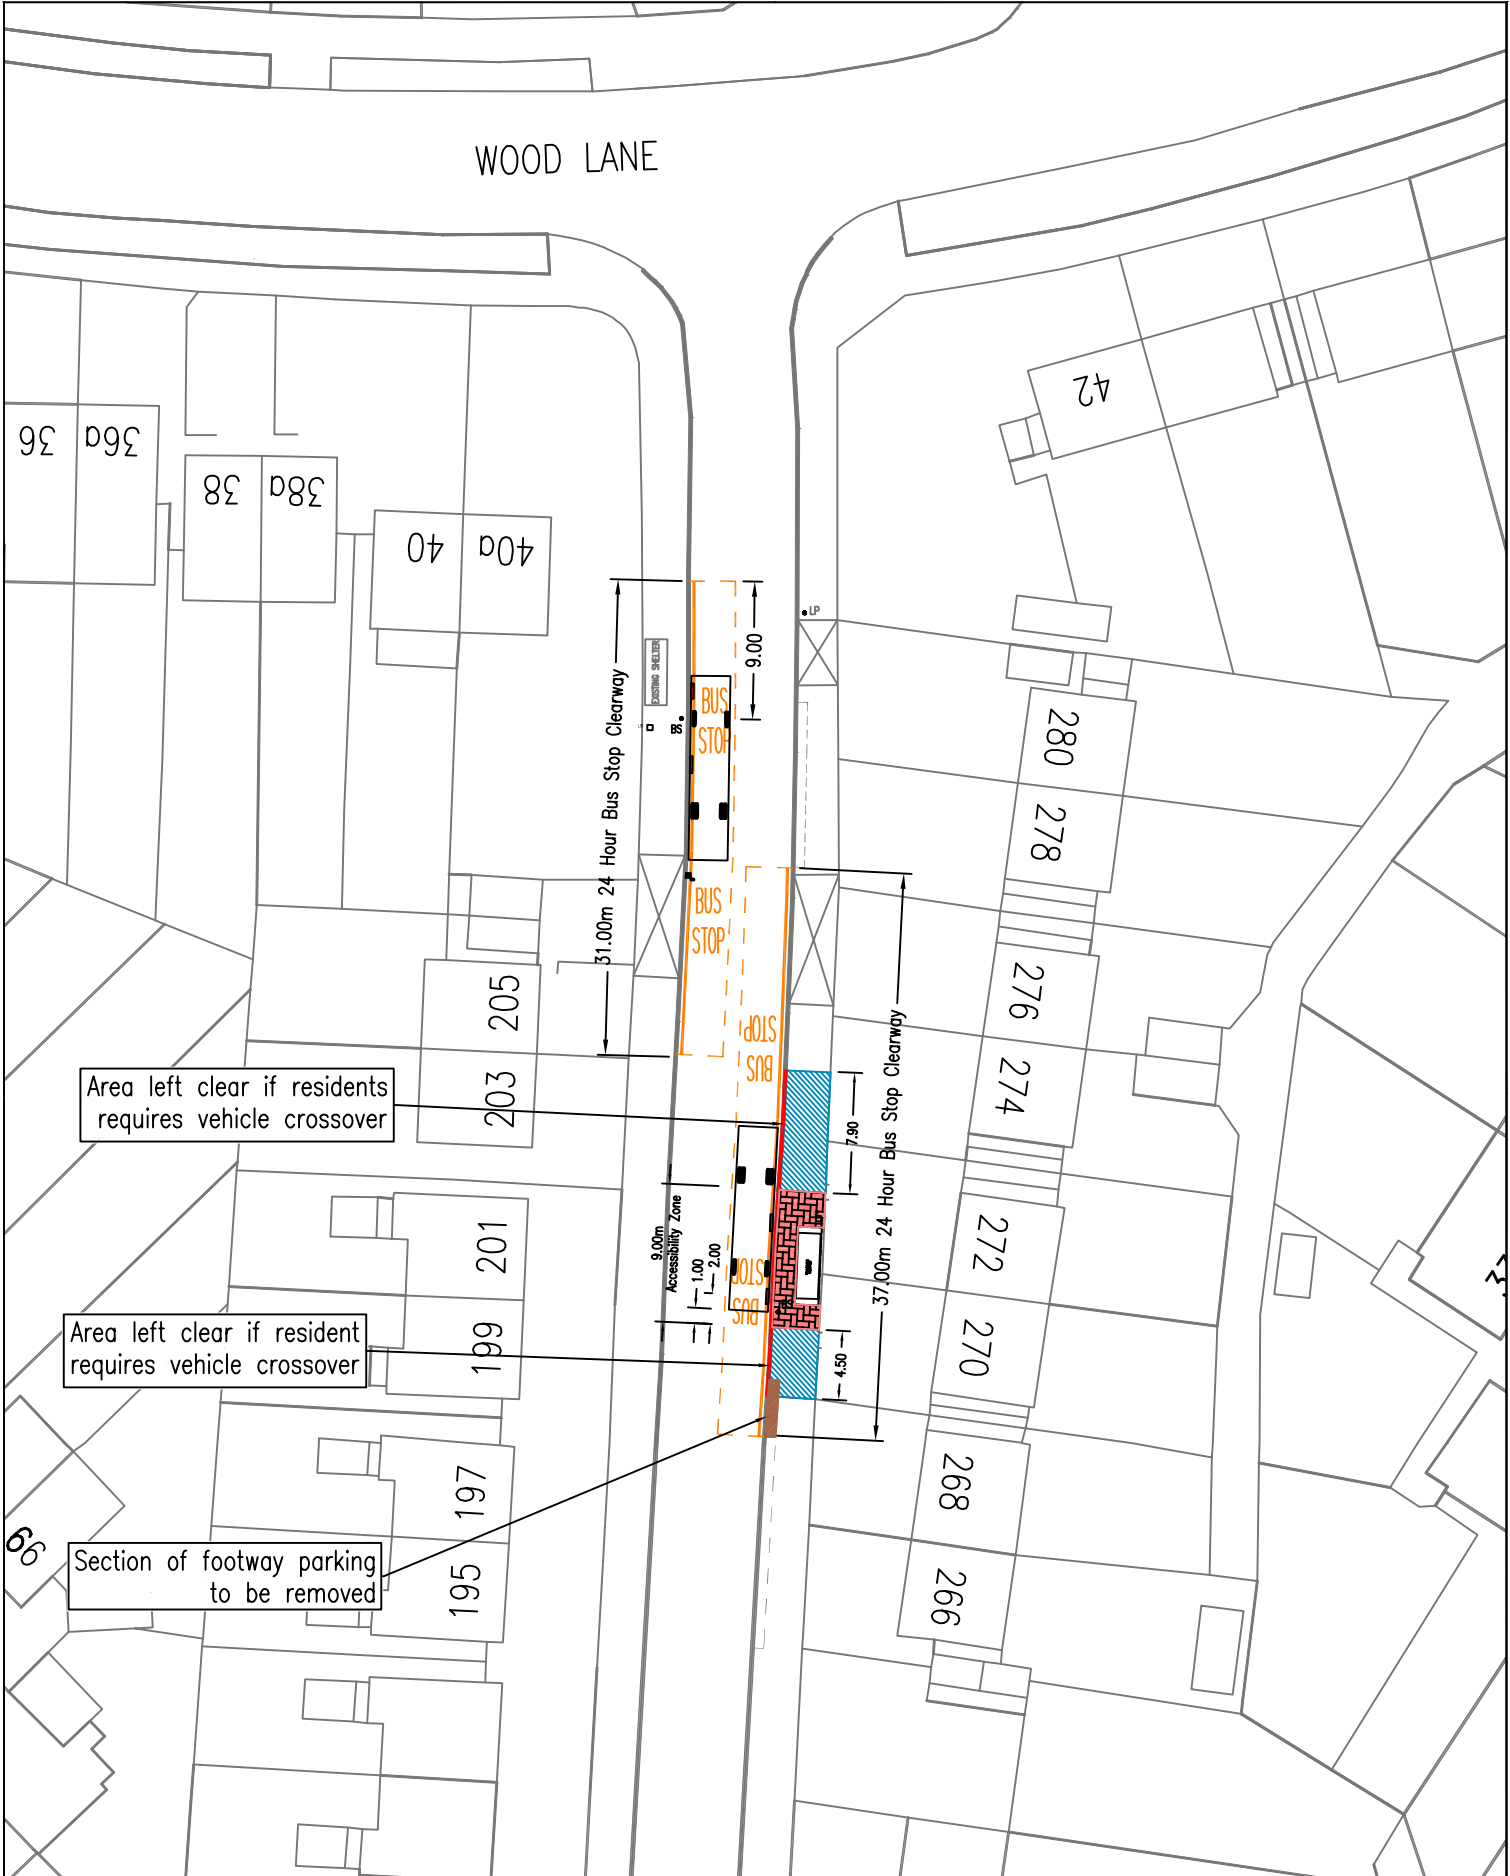 WOOD LANE
42
36
36a
38
38a
40
40a
LP
EXISTING SHELTER
9.00
31.00m 24 Hour Bus Stop Clearway
BUS
STOP
BS
280
278
BUS
STOP
205
276
STOP
BUS
203
274
Area left clear if residents
requires vehicle crossover
7.90
37.00m 24 Hour Bus Stop Clearway
9.00m
Accessibility Zone
1.00
2.00
201
272
STOP
BUS
Area left clear if resident
requires vehicle crossover
199
270
4.50
197
268
66
Section of footway parking
to be removed
195
266